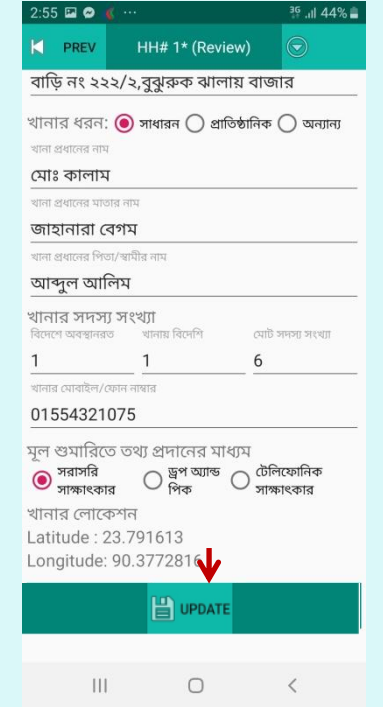 2:55 ... 3G 44%
PREV HH# 1* (Review)
বাড়ি নং ২২২/২,বুঝুরুক ঝালায় বাজার
খানার ধরন: সাধারন প্রাতিষ্ঠানিক অন্যান্য
খানা প্রধানের নাম
মোঃ কালাম
খানা প্রধানের মাতার নাম
জাহানারা বেগম
খানা প্রধানের পিতা/স্বামীর নাম
আব্দুল আলিম
খানার সদস্য সংখ্যা
বিদেশে অবস্থানরত খানায় বিদেশি মোট সদস্য সংখ্যা
1 1 6
খানার মোবাইল/ফোন নাম্বার
01554321075
মূল শুমারিতে তথ্য প্রদানের মাধ্যম
সরাসরি ড্রপ অ্যান্ড টেলিফোনিক
সাক্ষাৎকার পিক সাক্ষাৎকার
খানার লোকেশন
Latitude : 23.791613
Longitude: 90.3772816
UPDATE